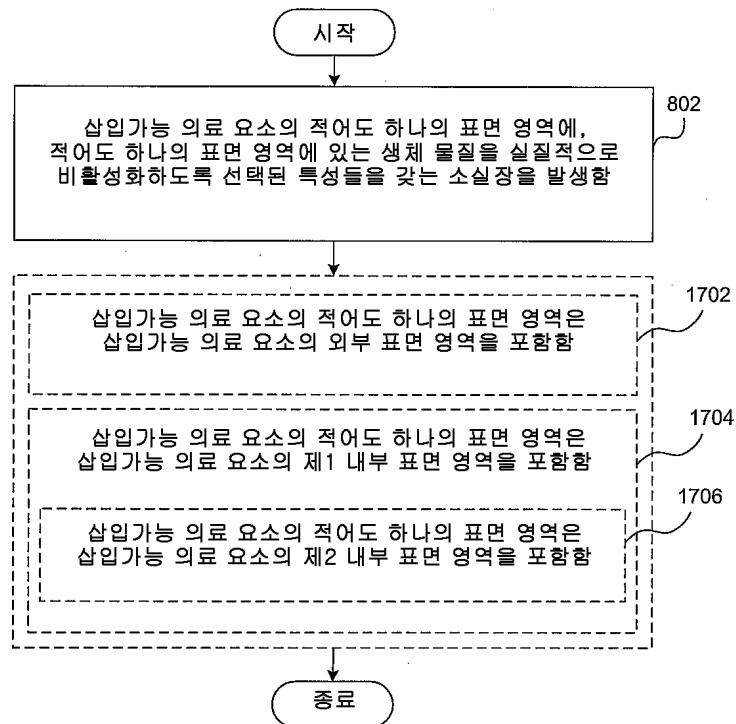 시작
802
삽입가능 의료 요소의 적어도 하나의 표면 영역에,
적어도 하나의 표면 영역에 있는 생체 물질을 실질적으로
비활성화하도록 선택된 특성들을 갖는 소실장을 발생함
1702
삽입가능 의료 요소의 적어도 하나의 표면 영역은
삽입가능 의료 요소의 외부 표면 영역을 포함함
1704
삽입가능 의료 요소의 적어도 하나의 표면 영역은
삽입가능 의료 요소의 제1 내부 표면 영역을 포함함
1706
삽입가능 의료 요소의 적어도 하나의 표면 영역은
삽입가능 의료 요소의 제2 내부 표면 영역을 포함함
종료